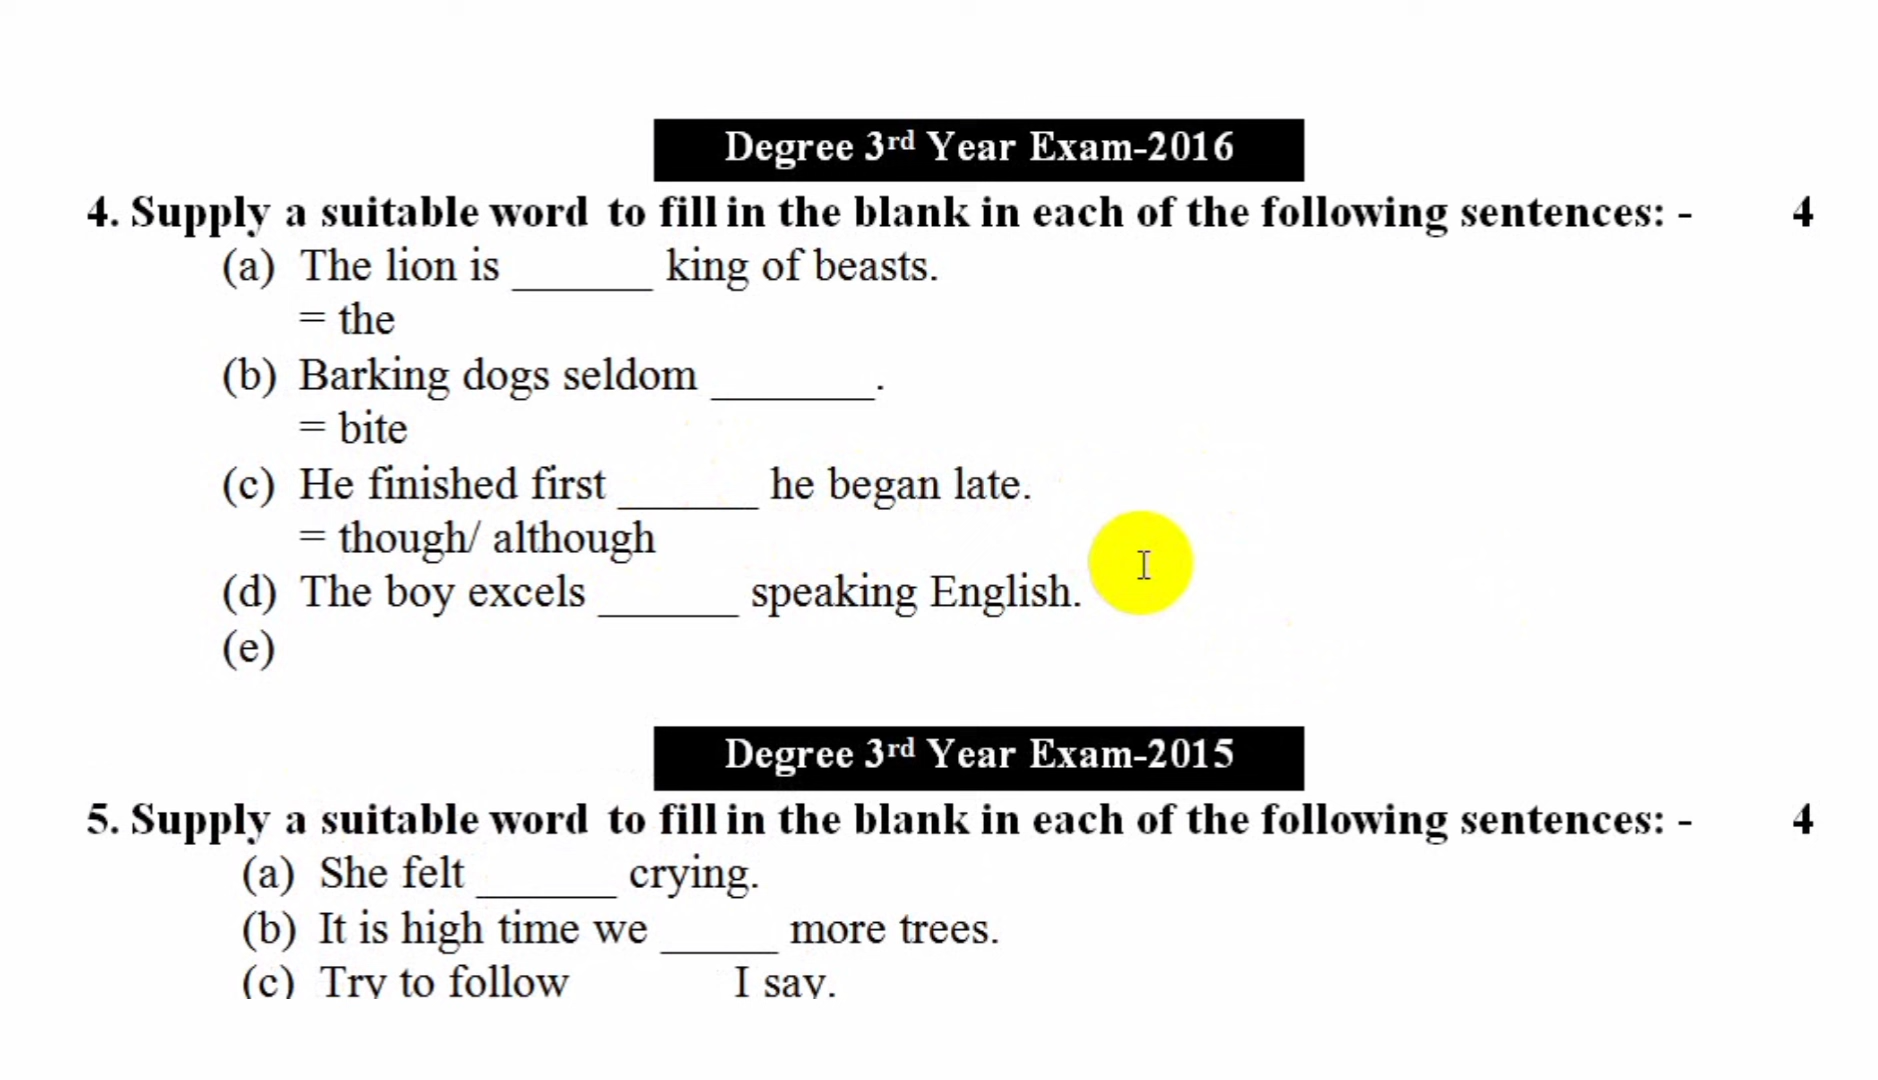 Degree 3rd Year Exam-2016
4. Supply a suitable word to fill in the blank in each of the following sentences: - 4
(a) The lion is ______ king of beasts.
= the
(b) Barking dogs seldom _______.
= bite
(c) He finished first ______ he began late.
= though/ although
(d) The boy excels ______ speaking English.
(e)
Degree 3rd Year Exam-2015
5. Supply a suitable word to fill in the blank in each of the following sentences: - 4
(a) She felt ______ crying.
(b) It is high time we _____ more trees.
(c) Try to follow I say.